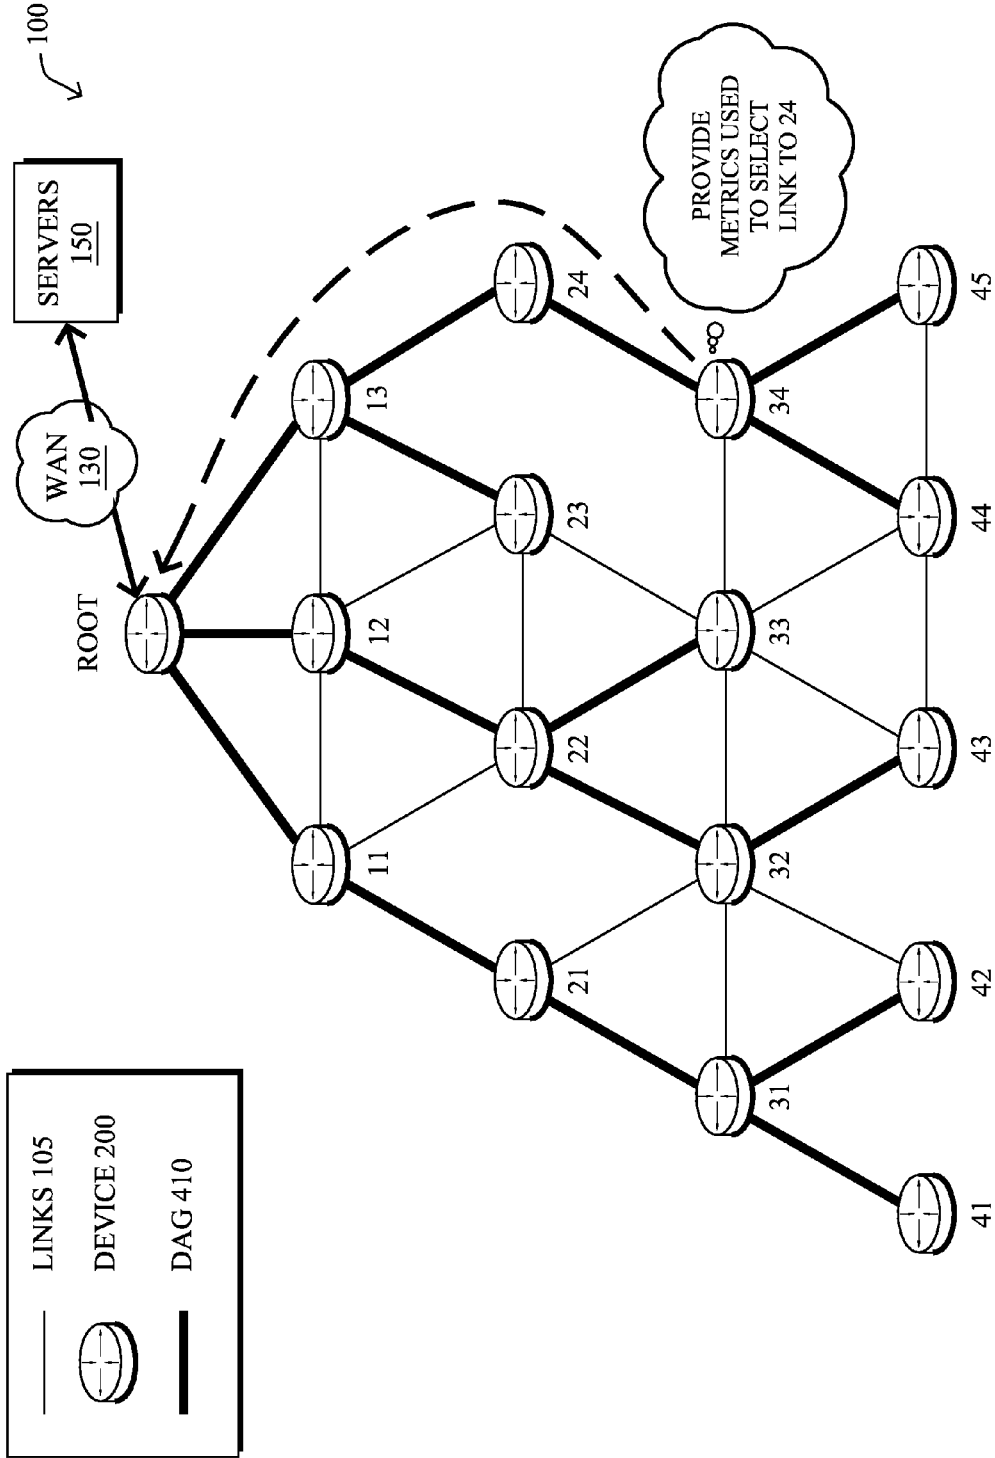 100
SERVERS
150
WAN
130
ROOT
11
12
13
21
22
23
24
31
32
33
34
41
42
43
44
45
PROVIDE
METRICS USED
TO SELECT
LINK TO 24
LINKS 105
DEVICE 200
DAG 410